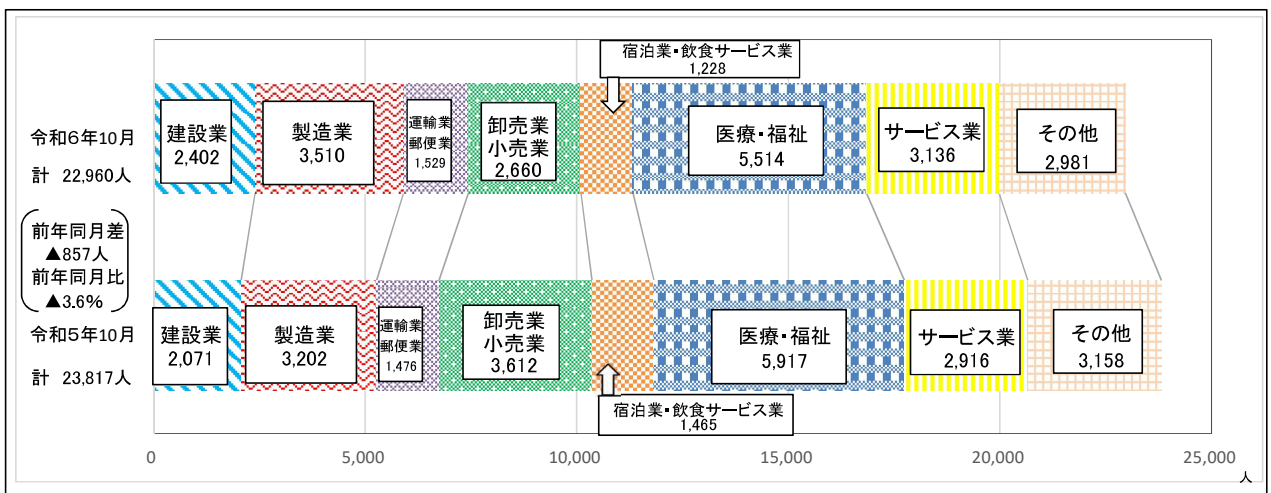 宿泊業・飲食サービス業
1,228
令和6年10月
計 22,960人
建設業
2,402
製造業
3,510
運輸業
郵便業
1,529
卸売業
小売業
2,660
医療・福祉
5,514
サービス業
3,136
その他
2,981
前年同月差
▲857人
前年同月比
▲3.6%
令和5年10月
計 23,817人
建設業
2,071
製造業
3,202
運輸業
郵便業
1,476
卸売業
小売業
3,612
医療・福祉
5,917
サービス業
2,916
その他
3,158
宿泊業・飲食サービス業
1,465
0 5,000 10,000 15,000 20,000 25,000
人